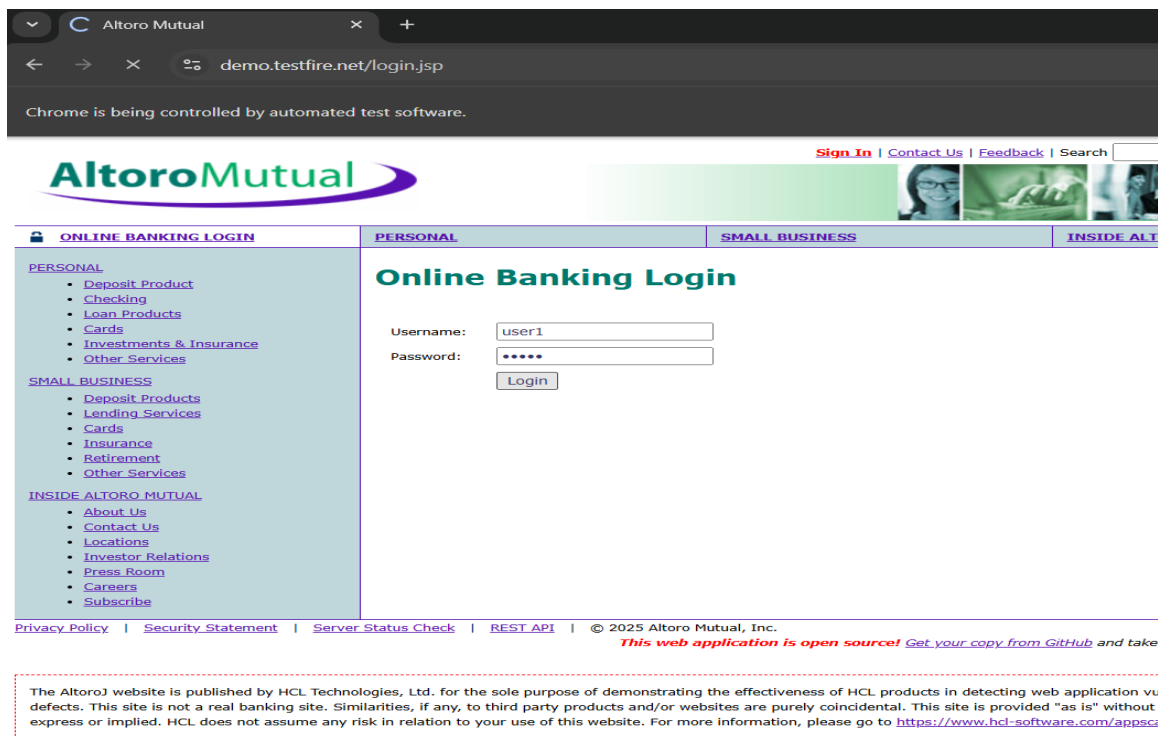 Altoro Mutual
demo.testfire.net/login.jsp
Chrome is being controlled by automated test software.
Sign In | Contact Us | Feedback | Search
AltoroMutual
ONLINE BANKING LOGIN
PERSONAL
SMALL BUSINESS
INSIDE ALT
PERSONAL
Deposit Product
Checking
Loan Products
Cards
Investments & Insurance
Other Services
SMALL BUSINESS
Deposit Products
Lending Services
Cards
Insurance
Retirement
Other Services
INSIDE ALTORO MUTUAL
About Us
Contact Us
Locations
Investor Relations
Press Room
Careers
Subscribe
Online Banking Login
Username: user1
Password: •••••
Login
Privacy Policy | Security Statement | Server Status Check | REST API | © 2025 Altoro Mutual, Inc.
This web application is open source! Get your copy from GitHub and take
The AltoroJ website is published by HCL Technologies, Ltd. for the sole purpose of demonstrating the effectiveness of HCL products in detecting web application vu
defects. This site is not a real banking site. Similarities, if any, to third party products and/or websites are purely coincidental. This site is provided "as is" without
express or implied. HCL does not assume any risk in relation to your use of this website. For more information, please go to https://www.hcl-software.com/appsca